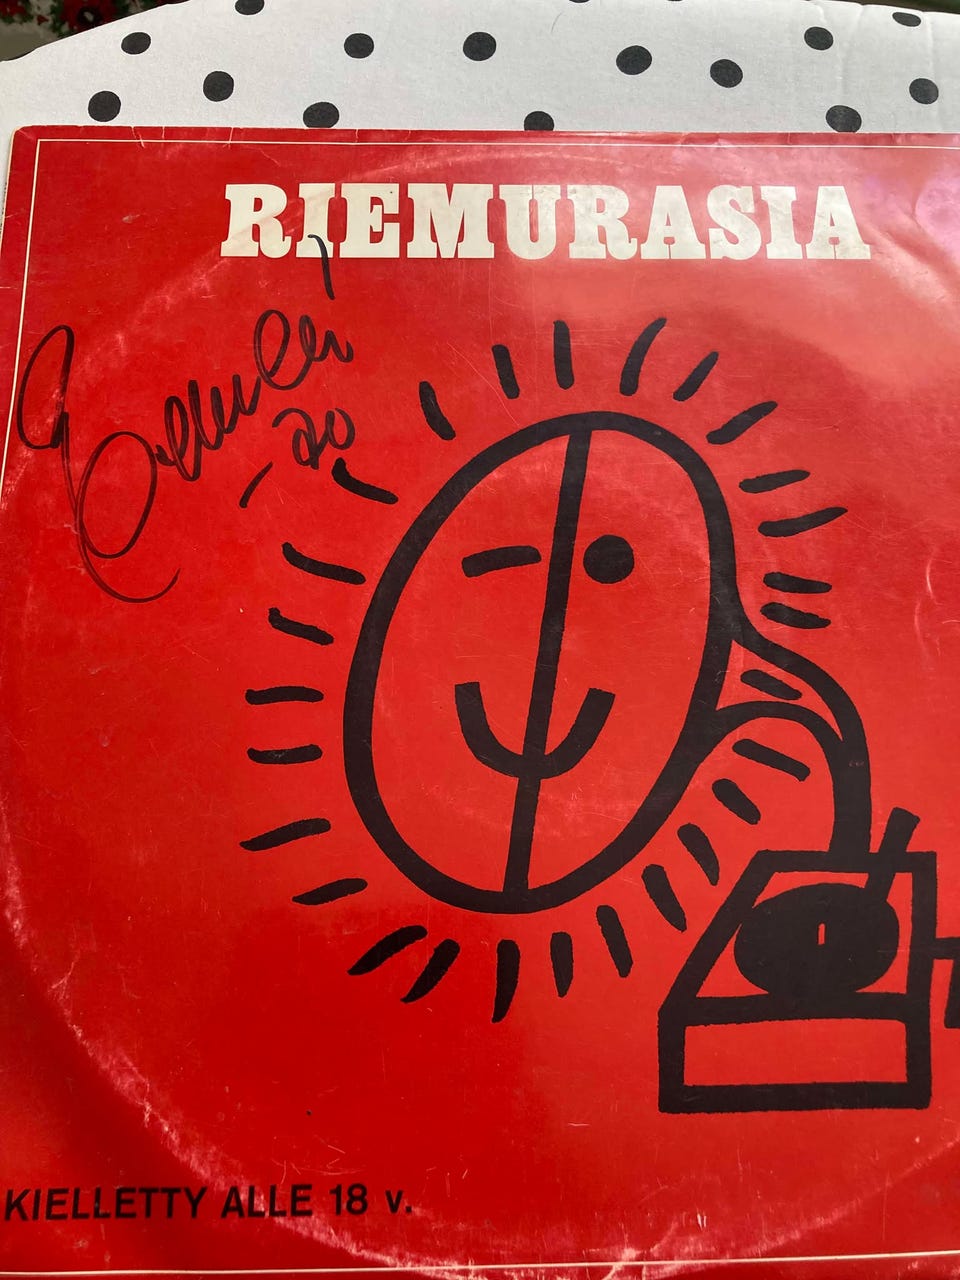 RIEMURASIA
-20
KIELLETTY ALLE 18 v.